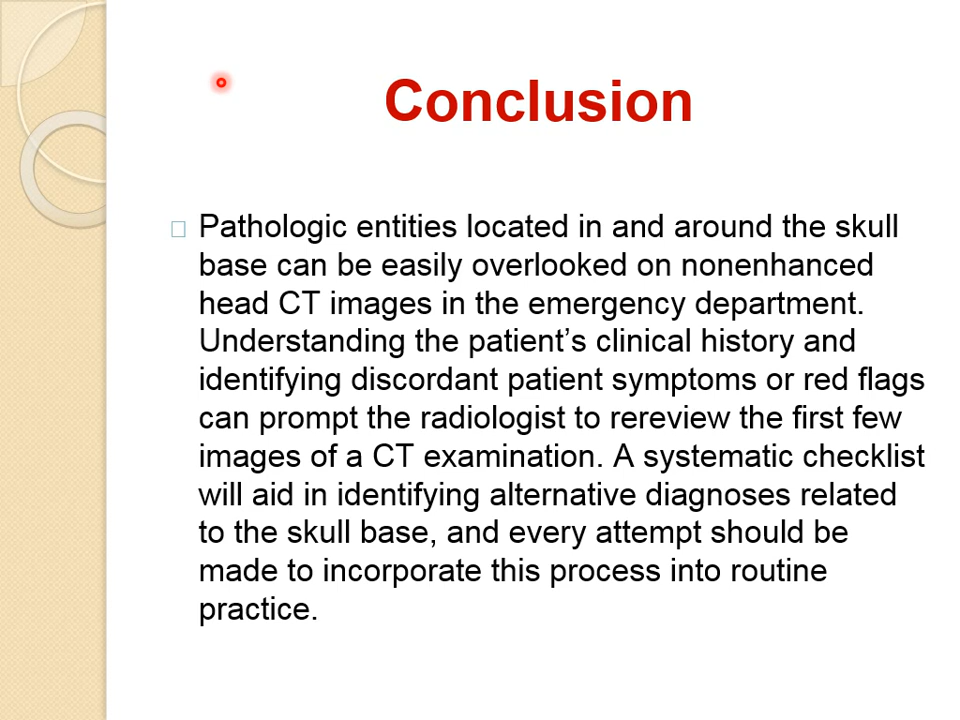 Conclusion
Pathologic entities located in and around the skull
base can be easily overlooked on nonenhanced
head CT images in the emergency department.
Understanding the patient’s clinical history and
identifying discordant patient symptoms or red flags
can prompt the radiologist to rereview the first few
images of a CT examination. A systematic checklist
will aid in identifying alternative diagnoses related
to the skull base, and every attempt should be
made to incorporate this process into routine
practice.